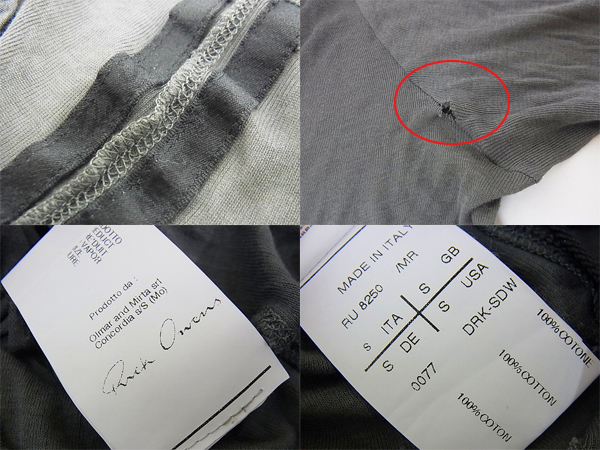 Prodotto da :
Olmar and Mirta srl
Concordia s/S (Mo)
Rick Owens
MADE IN ITALY
RU 8250 /MR
S ITA S GB
S DE S USA
0077 DRK-SDW
100%COTONE
100%COTTON
100%COTTON